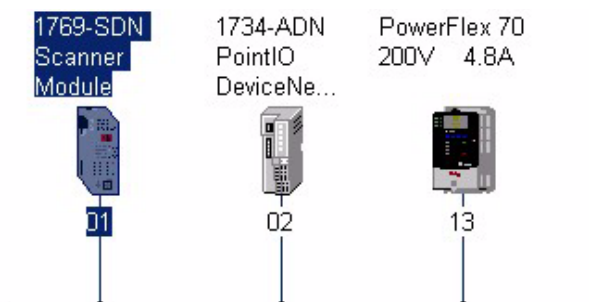 1769-SDN
Scanner
Module
01
1734-ADN
PointIO
DeviceNe...
02
PowerFlex 70
200V 4.8A
13